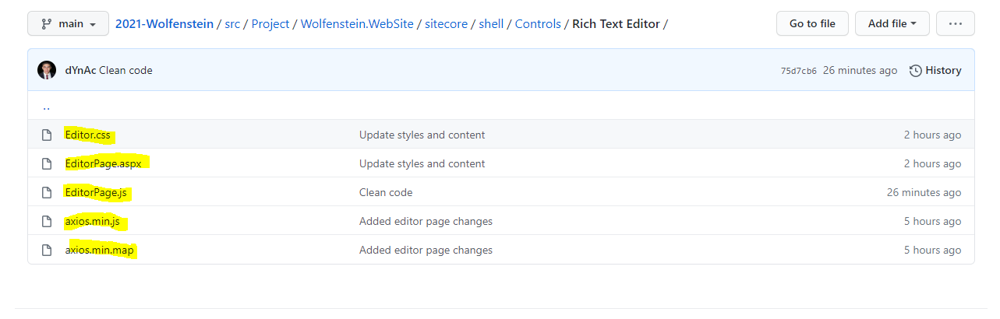 main 2021-Wolfenstein / src / Project / Wolfenstein.WebSite / sitecore / shell / Controls / Rich Text Editor / Go to file Add file ...
dYnAc Clean code 75d7cb6 26 minutes ago History
..
Editor.css Update styles and content 2 hours ago
EditorPage.aspx Update styles and content 2 hours ago
EditorPage.js Clean code 26 minutes ago
axios.min.js Added editor page changes 5 hours ago
axios.min.map Added editor page changes 5 hours ago